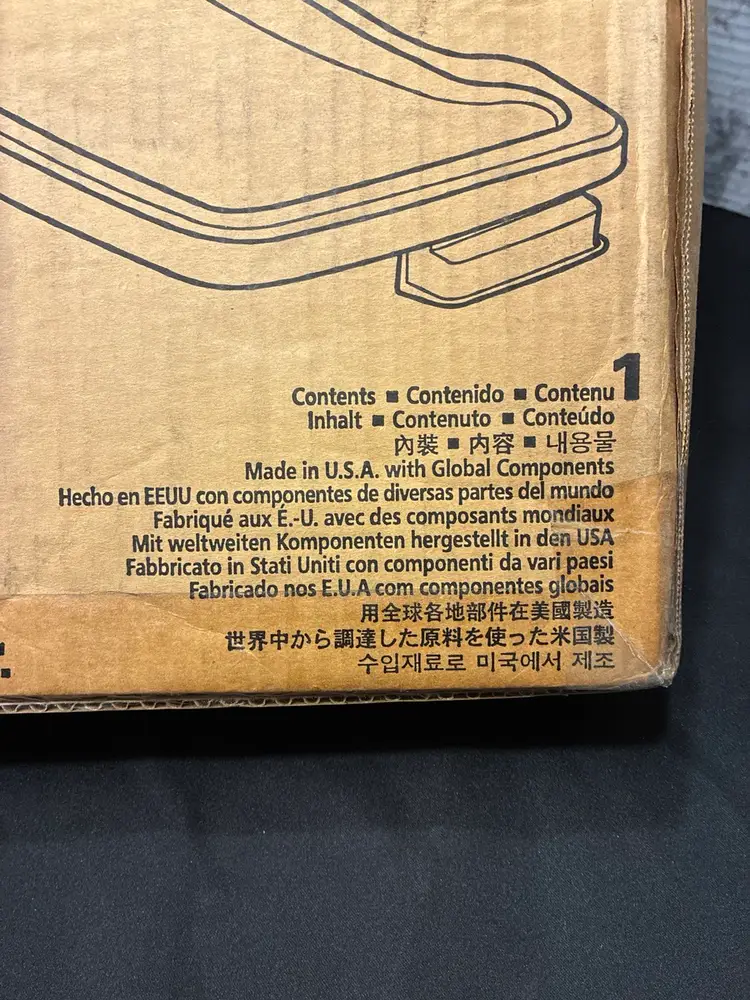 Contents ■ Contenido ■ Contenu 1
Inhalt ■ Contenuto ■ Conteúdo
內裝 ■ 内容 ■ 내용물
Made in U.S.A. with Global Components
Hecho en EEUU con componentes de diversas partes del mundo
Fabriqué aux É.-U. avec des composants mondiaux
Mit weltweiten Komponenten hergestellt in den USA
Fabbricato in Stati Uniti con componenti da vari paesi
Fabricado nos E.U.A com componentes globais
用全球各地部件在美國製造
世界中から調達した原料を使った米国製
수입재료로 미국에서 제조